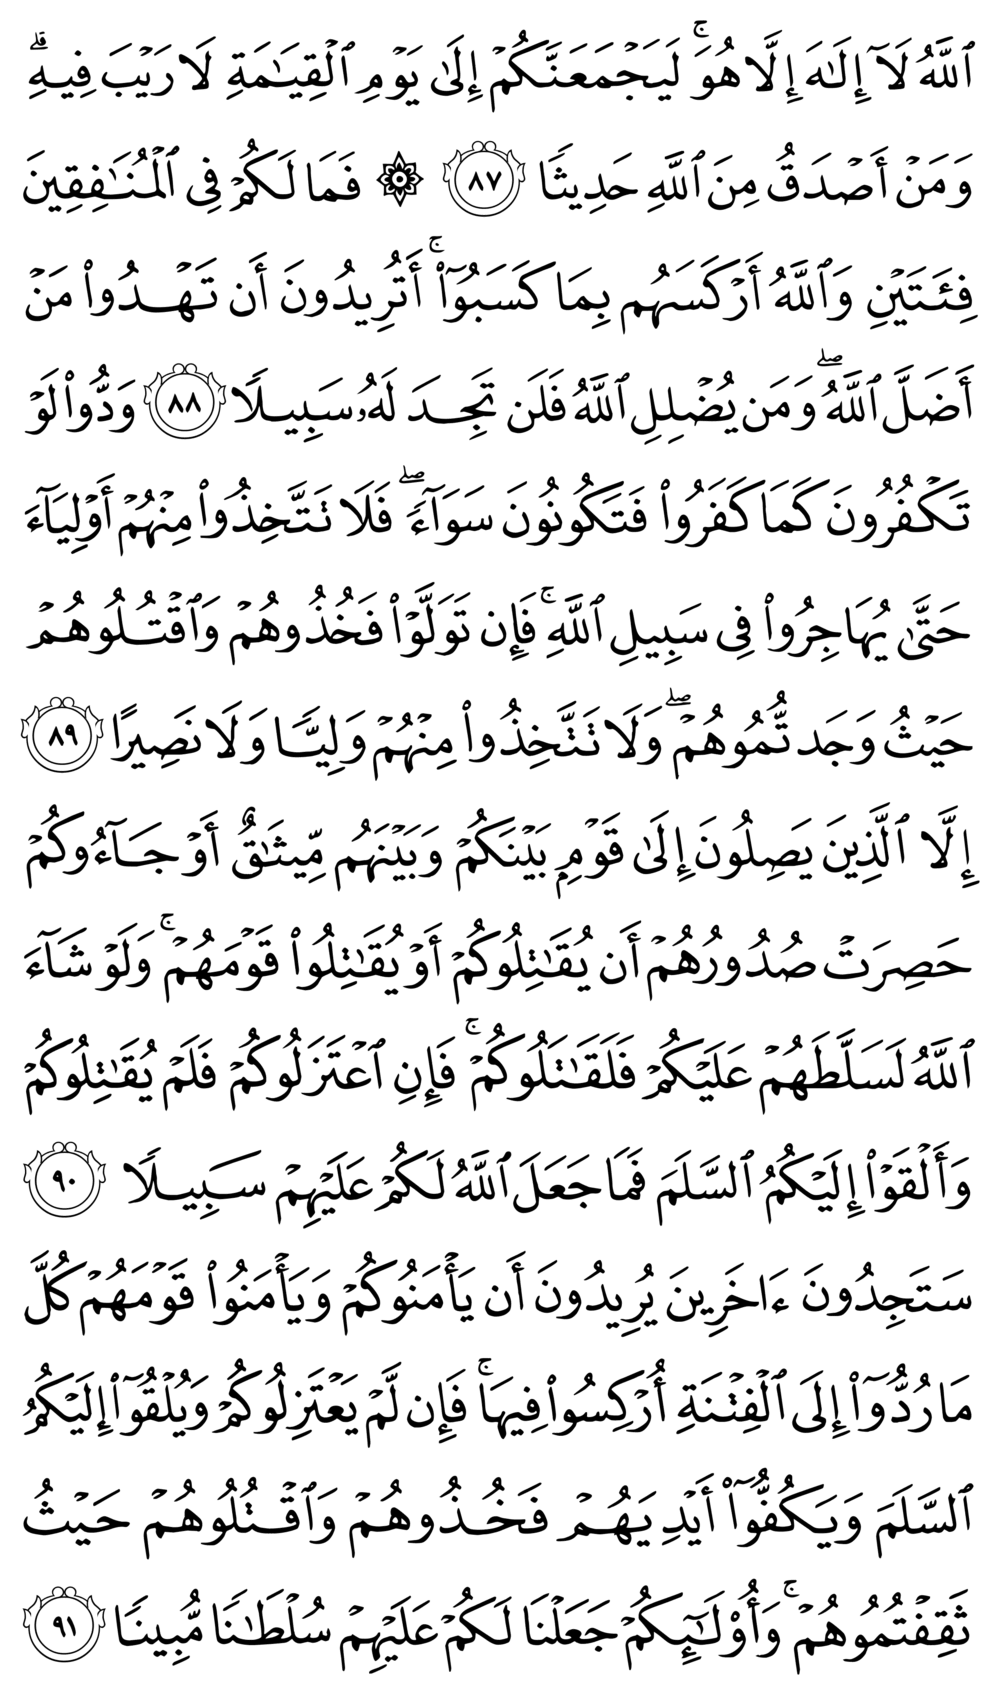 ٱللَّهُ لَآ إِلَٰهَ إِلَّا هُوَۚ لَيَجۡمَعَنَّكُمۡ إِلَىٰ يَوۡمِ ٱلۡقِيَٰمَةِ لَا رَيۡبَ فِيهِۗ
وَمَنۡ أَصۡدَقُ مِنَ ٱللَّهِ حَدِيثٗا ٨٧ ۞ فَمَا لَكُمۡ فِي ٱلۡمُنَٰفِقِينَ
فِئَتَيۡنِ وَٱللَّهُ أَرۡكَسَهُم بِمَا كَسَبُوٓاْۚ أَتُرِيدُونَ أَن تَهۡدُواْ مَنۡ
أَضَلَّ ٱللَّهُۖ وَمَن يُضۡلِلِ ٱللَّهُ فَلَن تَجِدَ لَهُۥ سَبِيلٗا ٨٨ وَدُّواْ لَوۡ
تَكۡفُرُونَ كَمَا كَفَرُواْ فَتَكُونُونَ سَوَآءٗۖ فَلَا تَتَّخِذُواْ مِنۡهُمۡ أَوۡلِيَآءَ
حَتَّىٰ يُهَاجِرُواْ فِي سَبِيلِ ٱللَّهِۚ فَإِن تَوَلَّوۡاْ فَخُذُوهُمۡ وَٱقۡتُلُوهُمۡ
حَيۡثُ وَجَدتُّمُوهُمۡۖ وَلَا تَتَّخِذُواْ مِنۡهُمۡ وَلِيّٗا وَلَا نَصِيرًا ٨٩
إِلَّا ٱلَّذِينَ يَصِلُونَ إِلَىٰ قَوۡمِۭ بَيۡنَكُمۡ وَبَيۡنَهُم مِّيثَٰقٌ أَوۡ جَآءُوكُمۡ
حَصِرَتۡ صُدُورُهُمۡ أَن يُقَٰتِلُوكُمۡ أَوۡ يُقَٰتِلُواْ قَوۡمَهُمۡۚ وَلَوۡ شَآءَ
ٱللَّهُ لَسَلَّطَهُمۡ عَلَيۡكُمۡ فَلَقَٰتَلُوكُمۡۚ فَإِنِ ٱعۡتَزَلُوكُمۡ فَلَمۡ يُقَٰتِلُوكُمۡ
وَأَلۡقَوۡاْ إِلَيۡكُمُ ٱلسَّلَمَ فَمَا جَعَلَ ٱللَّهُ لَكُمۡ عَلَيۡهِمۡ سَبِيلٗا ٩٠
سَتَجِدُونَ ءَاخَرِينَ يُرِيدُونَ أَن يَأۡمَنُوكُمۡ وَيَأۡمَنُواْ قَوۡمَهُمۡ كُلَّ
مَا رُدُّوٓاْ إِلَى ٱلۡفِتۡنَةِ أُرۡكِسُواْ فِيهَاۚ فَإِن لَّمۡ يَعۡتَزِلُوكُمۡ وَيُلۡقُوٓاْ إِلَيۡكُمُ
ٱلسَّلَمَ وَيَكُفُّوٓاْ أَيۡدِيَهُمۡ فَخُذُوهُمۡ وَٱقۡتُلُوهُمۡ حَيۡثُ
ثَقِفۡتُمُوهُمۡۚ وَأُوْلَٰٓئِكُمۡ جَعَلۡنَا لَكُمۡ عَلَيۡهِمۡ سُلۡطَٰنٗا مُّبِينٗا ٩١